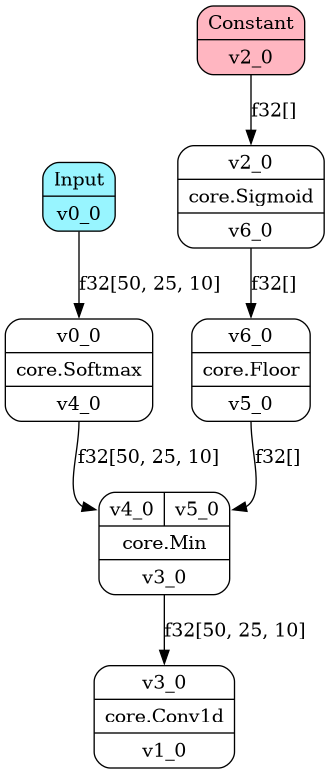 Constant
v2_0
f32[]
v2_0
core.Sigmoid
v6_0
Input
v0_0
f32[50, 25, 10]
f32[]
v0_0
core.Softmax
v4_0
v6_0
core.Floor
v5_0
f32[50, 25, 10]
f32[]
v4_0 v5_0
core.Min
v3_0
f32[50, 25, 10]
v3_0
core.Conv1d
v1_0